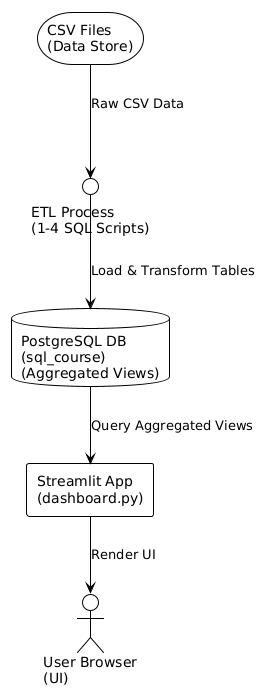 CSV Files
(Data Store)
Raw CSV Data
ETL Process
(1-4 SQL Scripts)
Load & Transform Tables
PostgreSQL DB
(sql_course)
(Aggregated Views)
Query Aggregated Views
Streamlit App
(dashboard.py)
Render UI
User Browser
(UI)